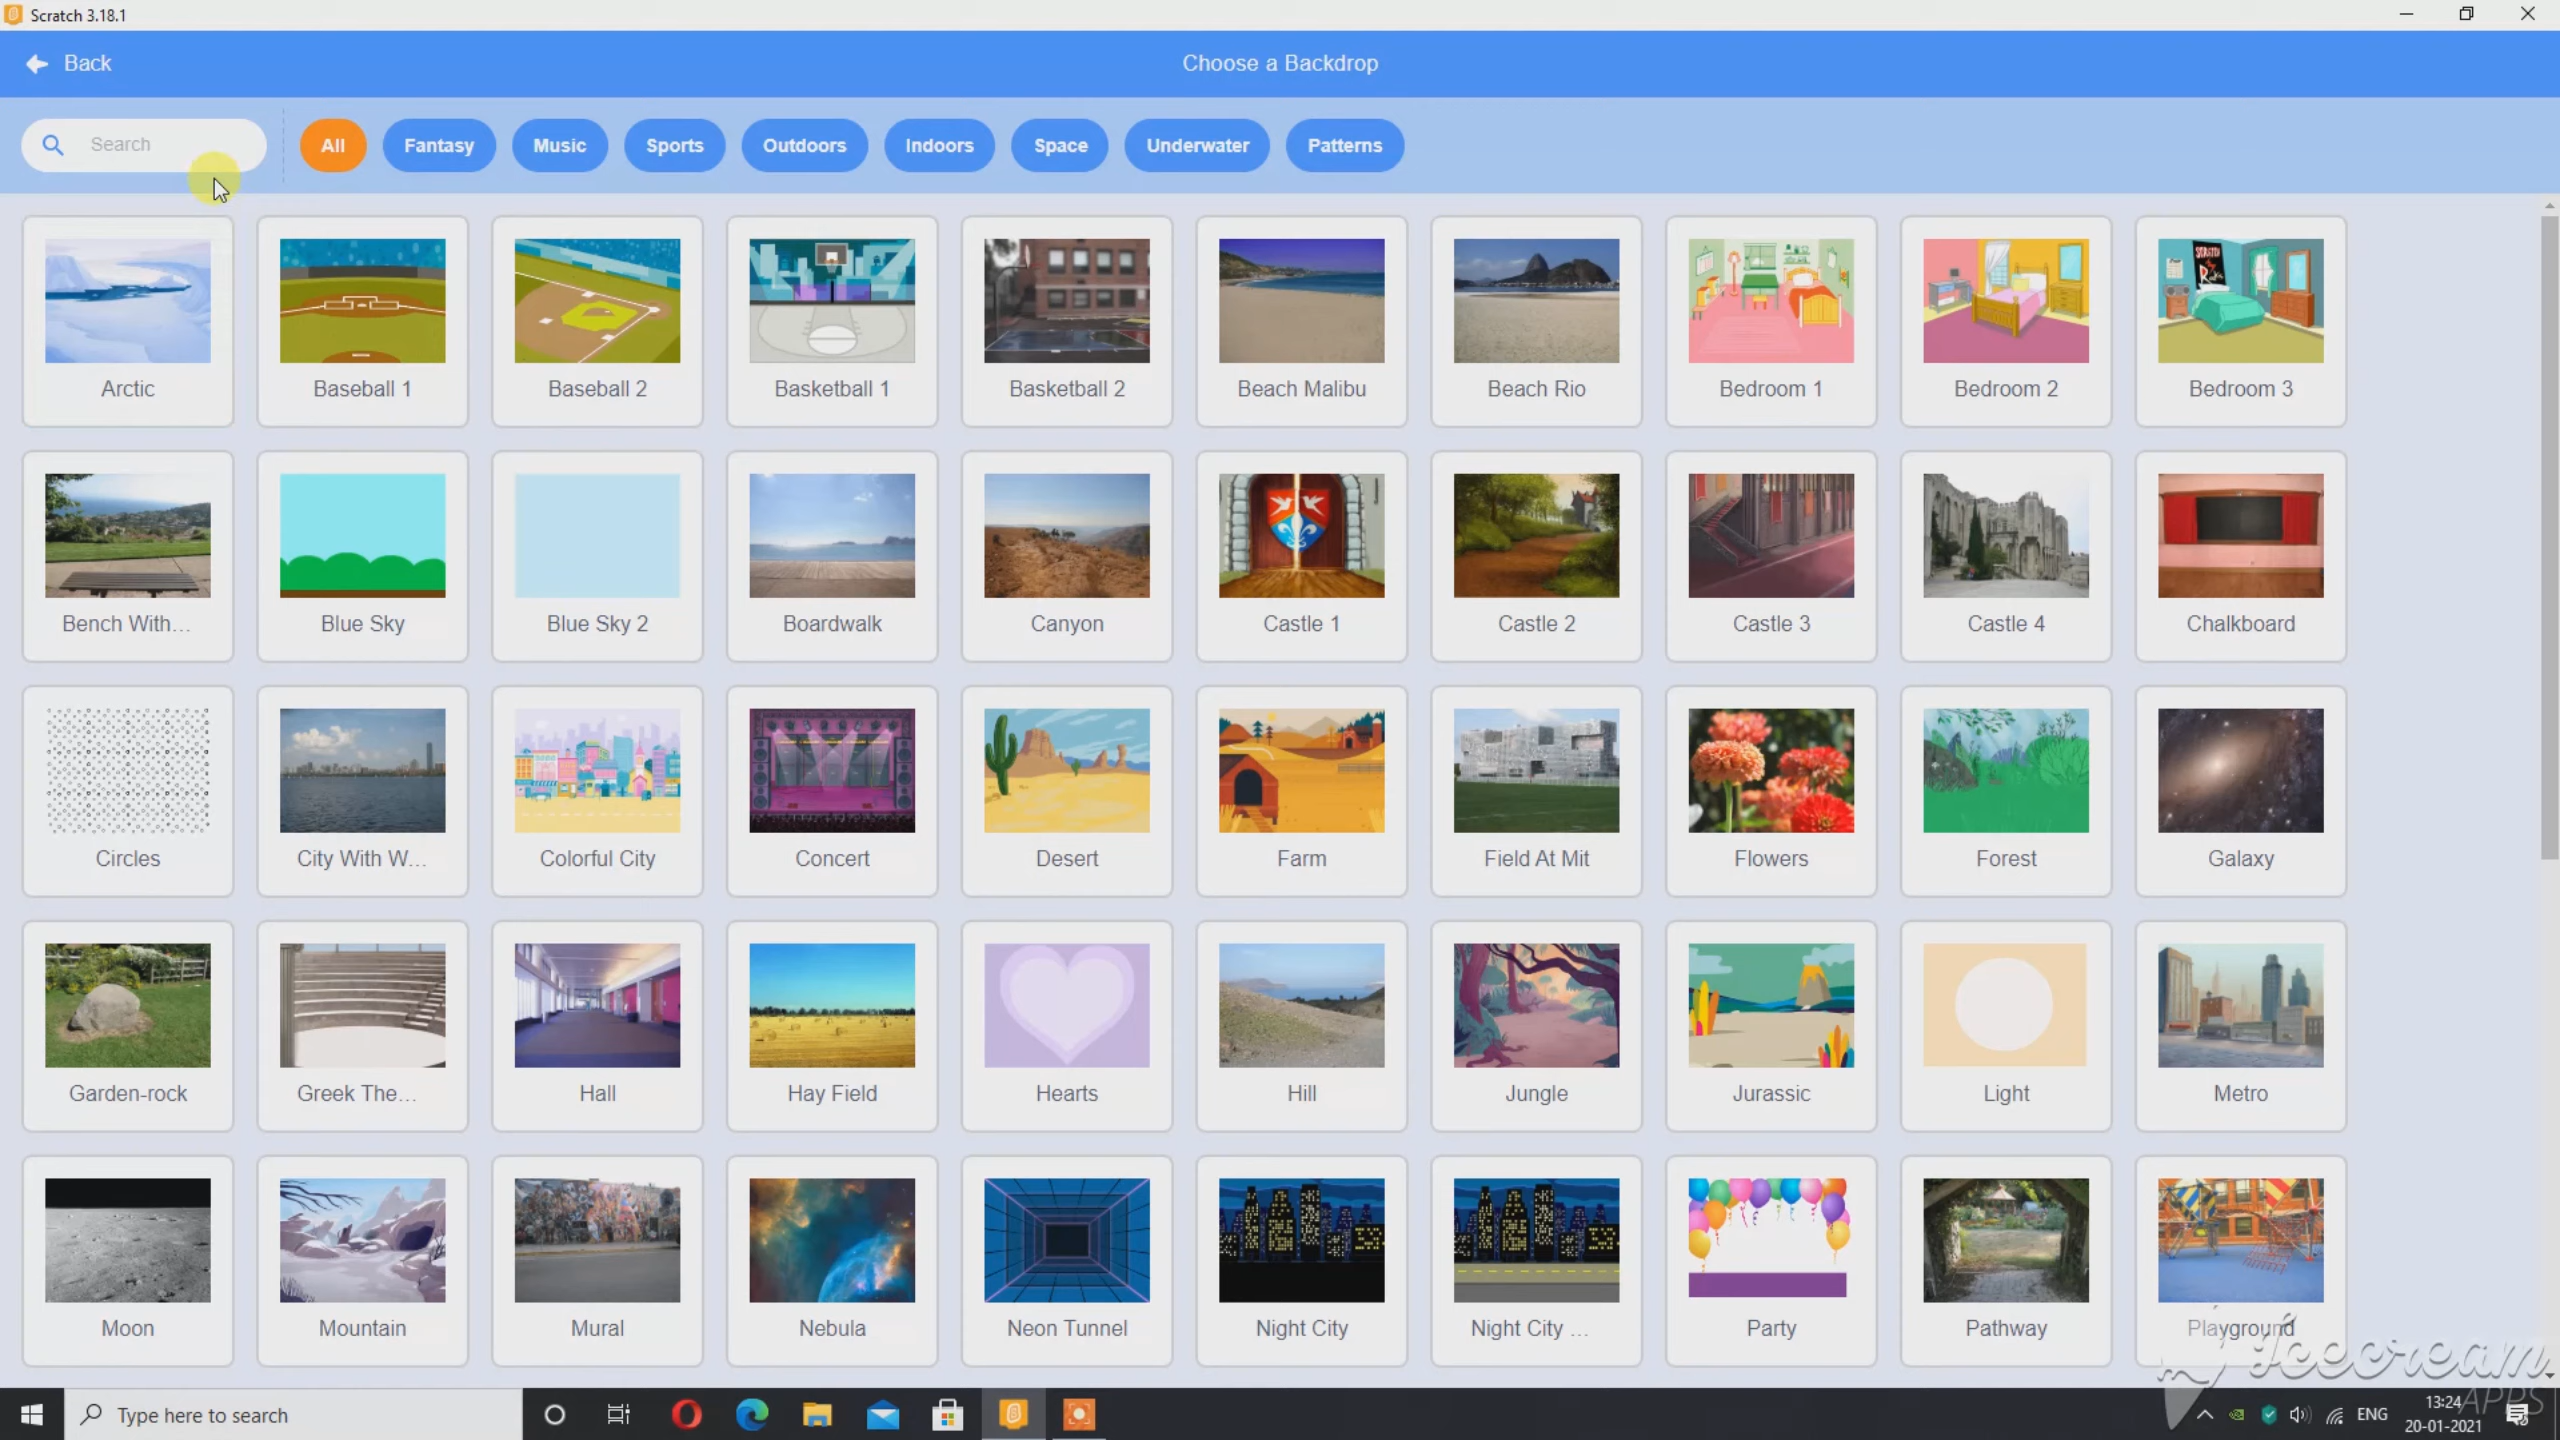 Scratch 3.18.1
Back
Choose a Backdrop
Search
All
Fantasy
Music
Sports
Outdoors
Indoors
Space
Underwater
Patterns
Arctic
Baseball 1
Baseball 2
Basketball 1
Basketball 2
Beach Malibu
Beach Rio
Bedroom 1
Bedroom 2
Bedroom 3
Bench With...
Blue Sky
Blue Sky 2
Boardwalk
Canyon
Castle 1
Castle 2
Castle 3
Castle 4
Chalkboard
Circles
City With W...
Colorful City
Concert
Desert
Farm
Field At Mit
Flowers
Forest
Galaxy
Garden-rock
Greek The...
Hall
Hay Field
Hearts
Hill
Jungle
Jurassic
Light
Metro
Moon
Mountain
Mural
Nebula
Neon Tunnel
Night City
Night City ...
Party
Pathway
Playground
Icecream
APPS
Type here to search
ENG
13:24
20-01-2021